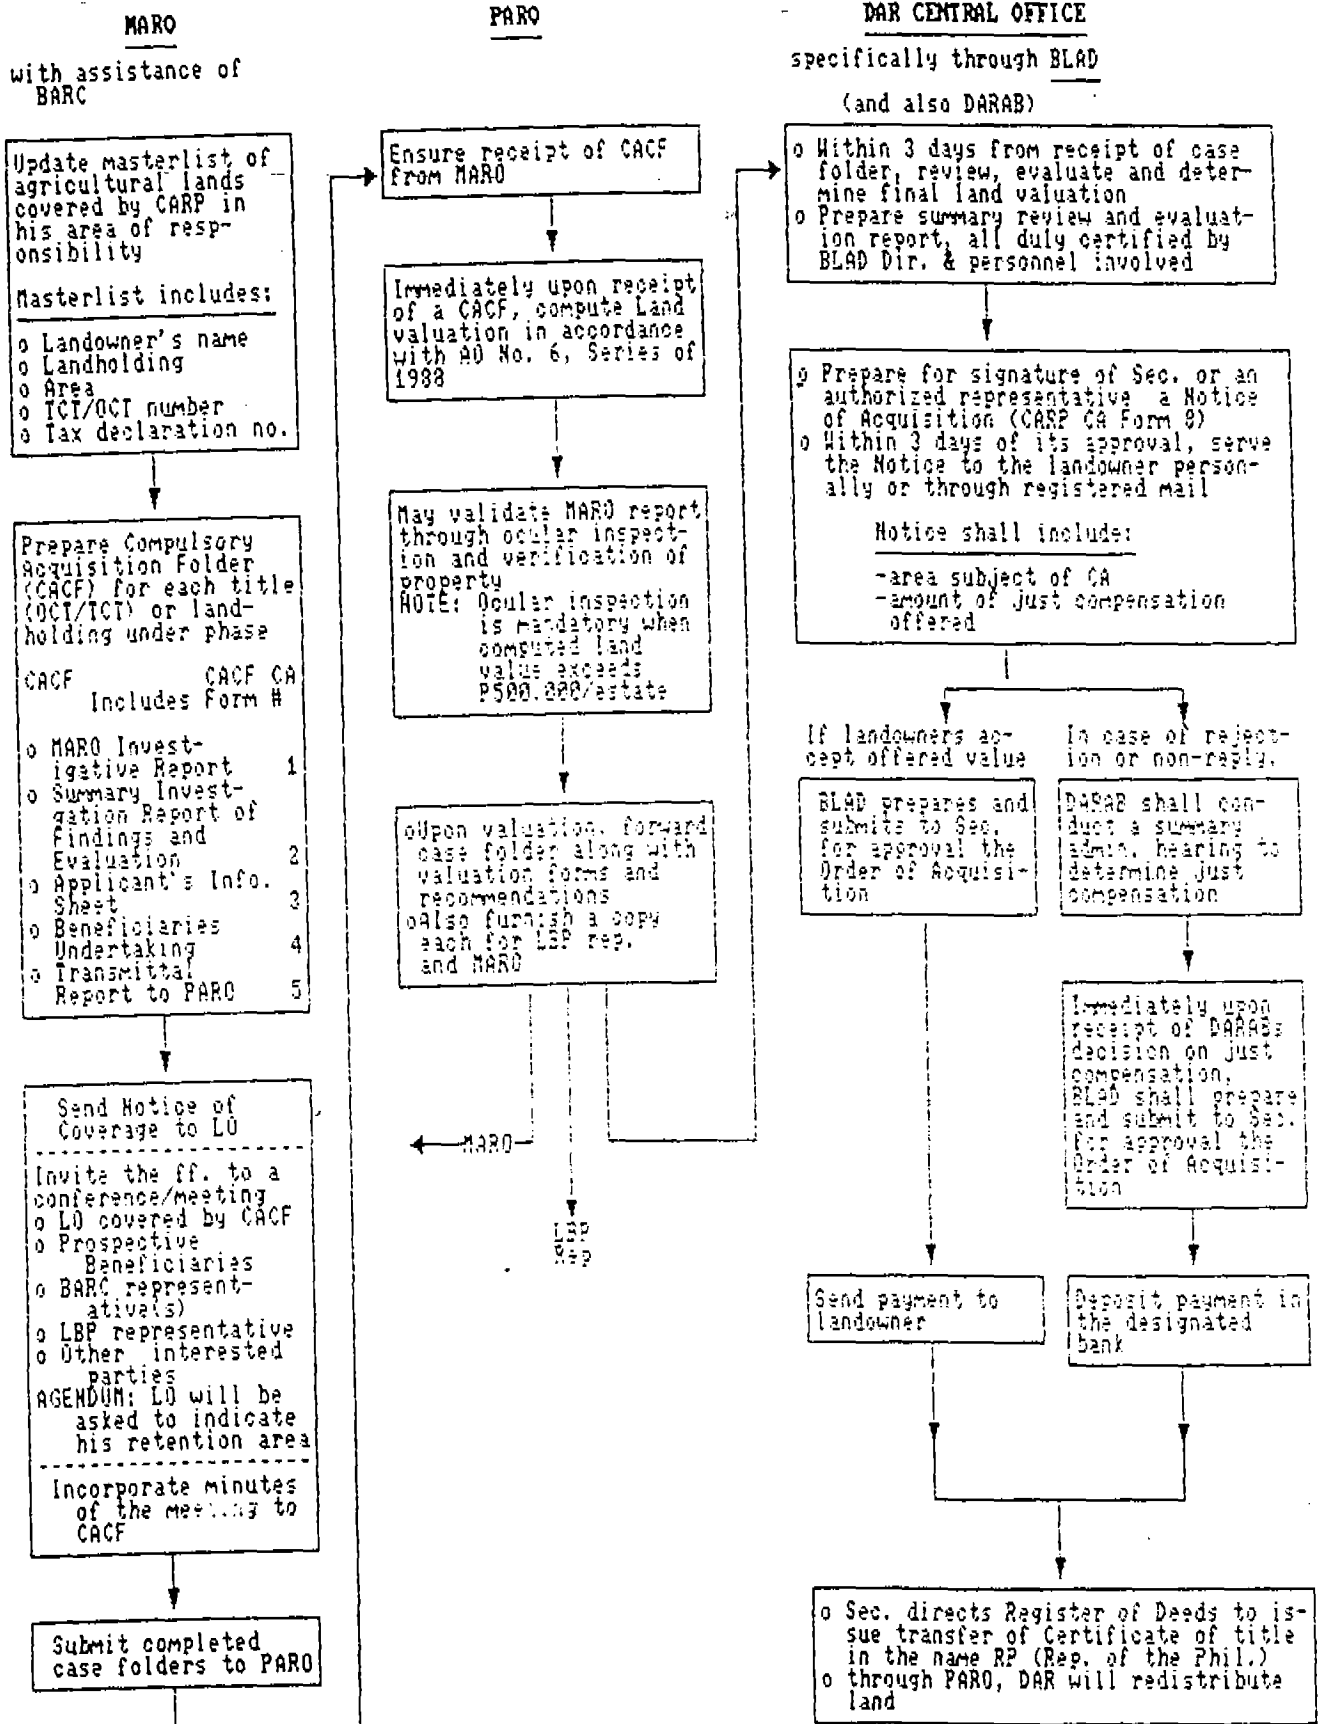 MARO
with assistance of
BARC
Update masterlist of
agricultural lands
covered by CARP in
his area of resp-
onsibility
Masterlist includes:
o Landowner's name
o Landholding
o Area
o TCT/OCT number
o Tax declaration no.
Prepare Compulsory
Acquisition Folder
(CACF) for each title
(OCT/TCT) or land-
holding under phase
CACF CACF CA
Includes Form #
o MARO Invest-
igative Report 1
o Summary Invest-
gation Report of
Findings and
Evaluation 2
o Applicant's Info.
Sheet 3
o Beneficiaries
Undertaking 4
o Transmittal
Report to PARO 5
Send Notice of
Coverage to LO
Invite the ff. to a
conference/meeting
o LO covered by CACF
o Prospective
Beneficiaries
o BARC represent-
ative(s)
o LBP representative
o Other interested
parties
AGENDUM: LO will be
asked to indicate
his retention area
Incorporate minutes
of the meeting to
CACF
Submit completed
case folders to PARO
PARO
Ensure receipt of CACF
from MARO
Immediately upon receipt
of a CACF, compute Land
valuation in accordance
with AO No. 6, Series of
1988
May validate MARO report
through ocular inspect-
ion and verification of
property
NOTE: Ocular inspection
is mandatory when
computed land
value exceeds
P500.000/estate
oUpon valuation, forward
case folder along with
valuation forms and
recommendations
oAlso furnish a copy
each for LBP rep.
and MARO
MARO
LBP
Rep
DAR CENTRAL OFFICE
specifically through BLAD
(and also DARAB)
o Within 3 days from receipt of case
folder, review, evaluate and deter-
mine final land valuation
o Prepare summary review and evaluat-
ion report, all duly certified by
BLAD Dir. & personnel involved
o Prepare for signature of Sec. or an
authorized representative a Notice
of Acquisition (CARP CA Form 8)
o Within 3 days of its approval, serve
the Notice to the landowner person-
ally or through registered mail
Notice shall include:
-area subject of CA
-amount of just compensation
offered
If landowners ac-
cept offered value
BLAD prepares and
submits to Sec.
for approval the
Order of Acquisi-
tion
Send payment to
landowner
In case of reject-
ion or non-reply,
DARAB shall con-
duct a summary
admin. hearing to
determine just
compensation
Immediately upon
receipt of DARABs
decision on just
compensation,
BLAD shall prepare
and submit to Sec.
for approval the
Order of Acquisi-
tion
Deposit payment in
the designated
bank
o Sec. directs Register of Deeds to is-
sue transfer of Certificate of title
in the name RP (Rep. of the Phil.)
o through PARO, DAR will redistribute
land